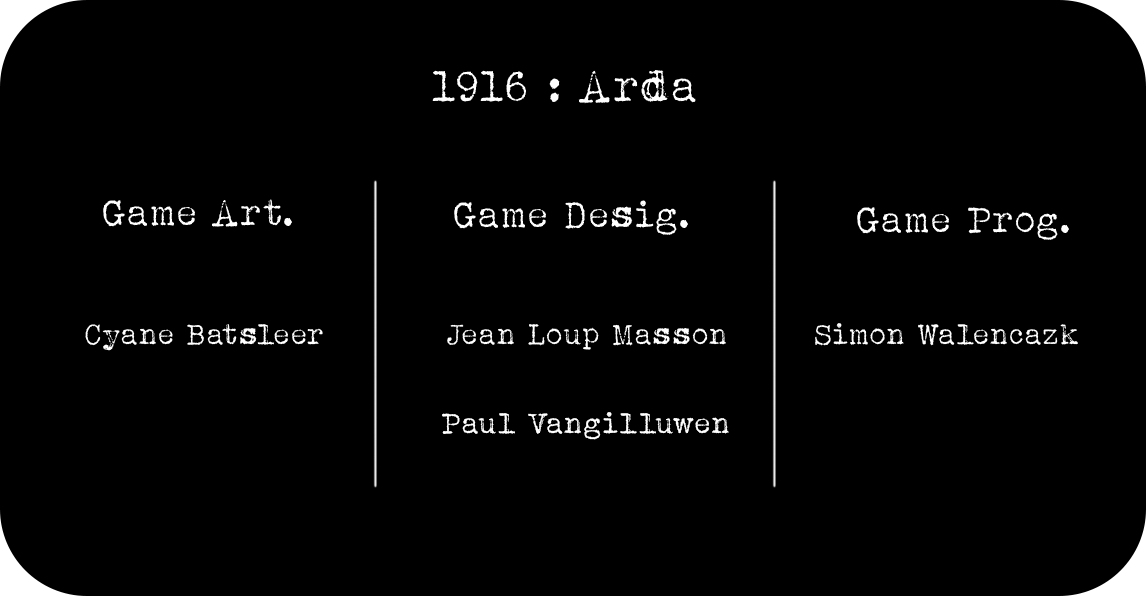 1916 : Arda
Game Art.
Cyane Batsleer
Game Desig.
Jean Loup Masson
Paul Vangilluwen
Game Prog.
Simon Walencazk